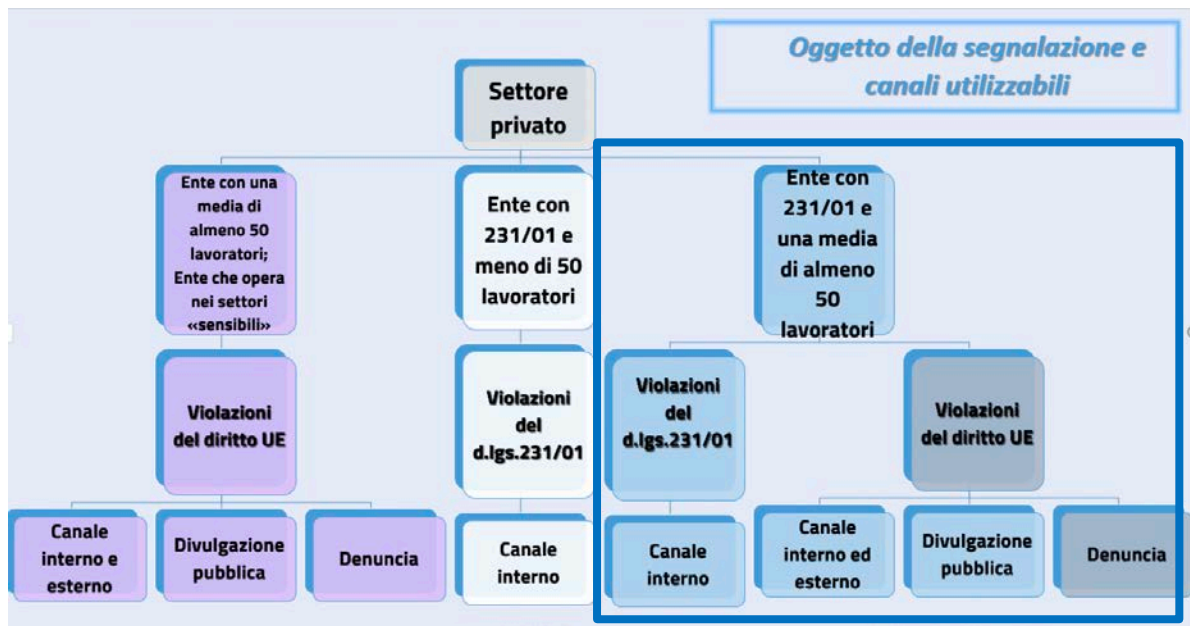 Oggetto della segnalazione e
canali utilizzabili
Settore
privato
Ente con una
media di
almeno 50
lavoratori;
Ente che opera
nei settori
«sensibili»
Ente con
231/01 e
meno di 50
lavoratori
Ente con
231/01 e
una media
di almeno
50
lavoratori
Violazioni
del diritto UE
Violazioni
del
d.lgs.231/01
Violazioni
del
d.lgs.231/01
Violazioni
del diritto UE
Canale
interno e
esterno
Divulgazione
pubblica
Denuncia
Canale
interno
Canale
interno
Canale
interno ed
esterno
Divulgazione
pubblica
Denuncia